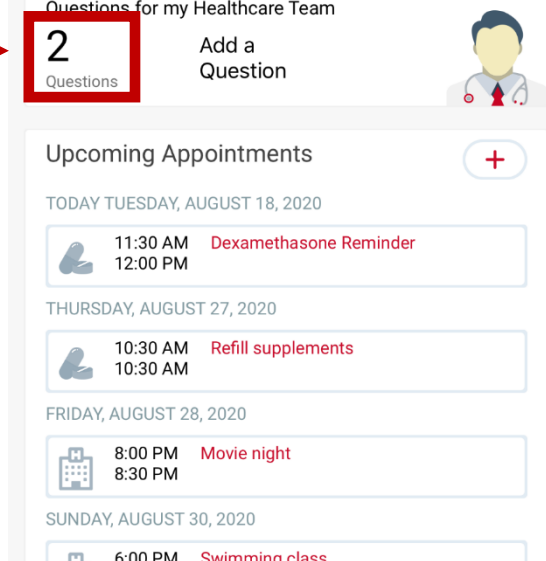 Questions for my Healthcare Team
2
Questions
Add a
Question
Upcoming Appointments
+
TODAY TUESDAY, AUGUST 18, 2020
11:30 AM Dexamethasone Reminder
12:00 PM
THURSDAY, AUGUST 27, 2020
10:30 AM Refill supplements
10:30 AM
FRIDAY, AUGUST 28, 2020
8:00 PM Movie night
8:30 PM
SUNDAY, AUGUST 30, 2020
6:00 PM Swimming class